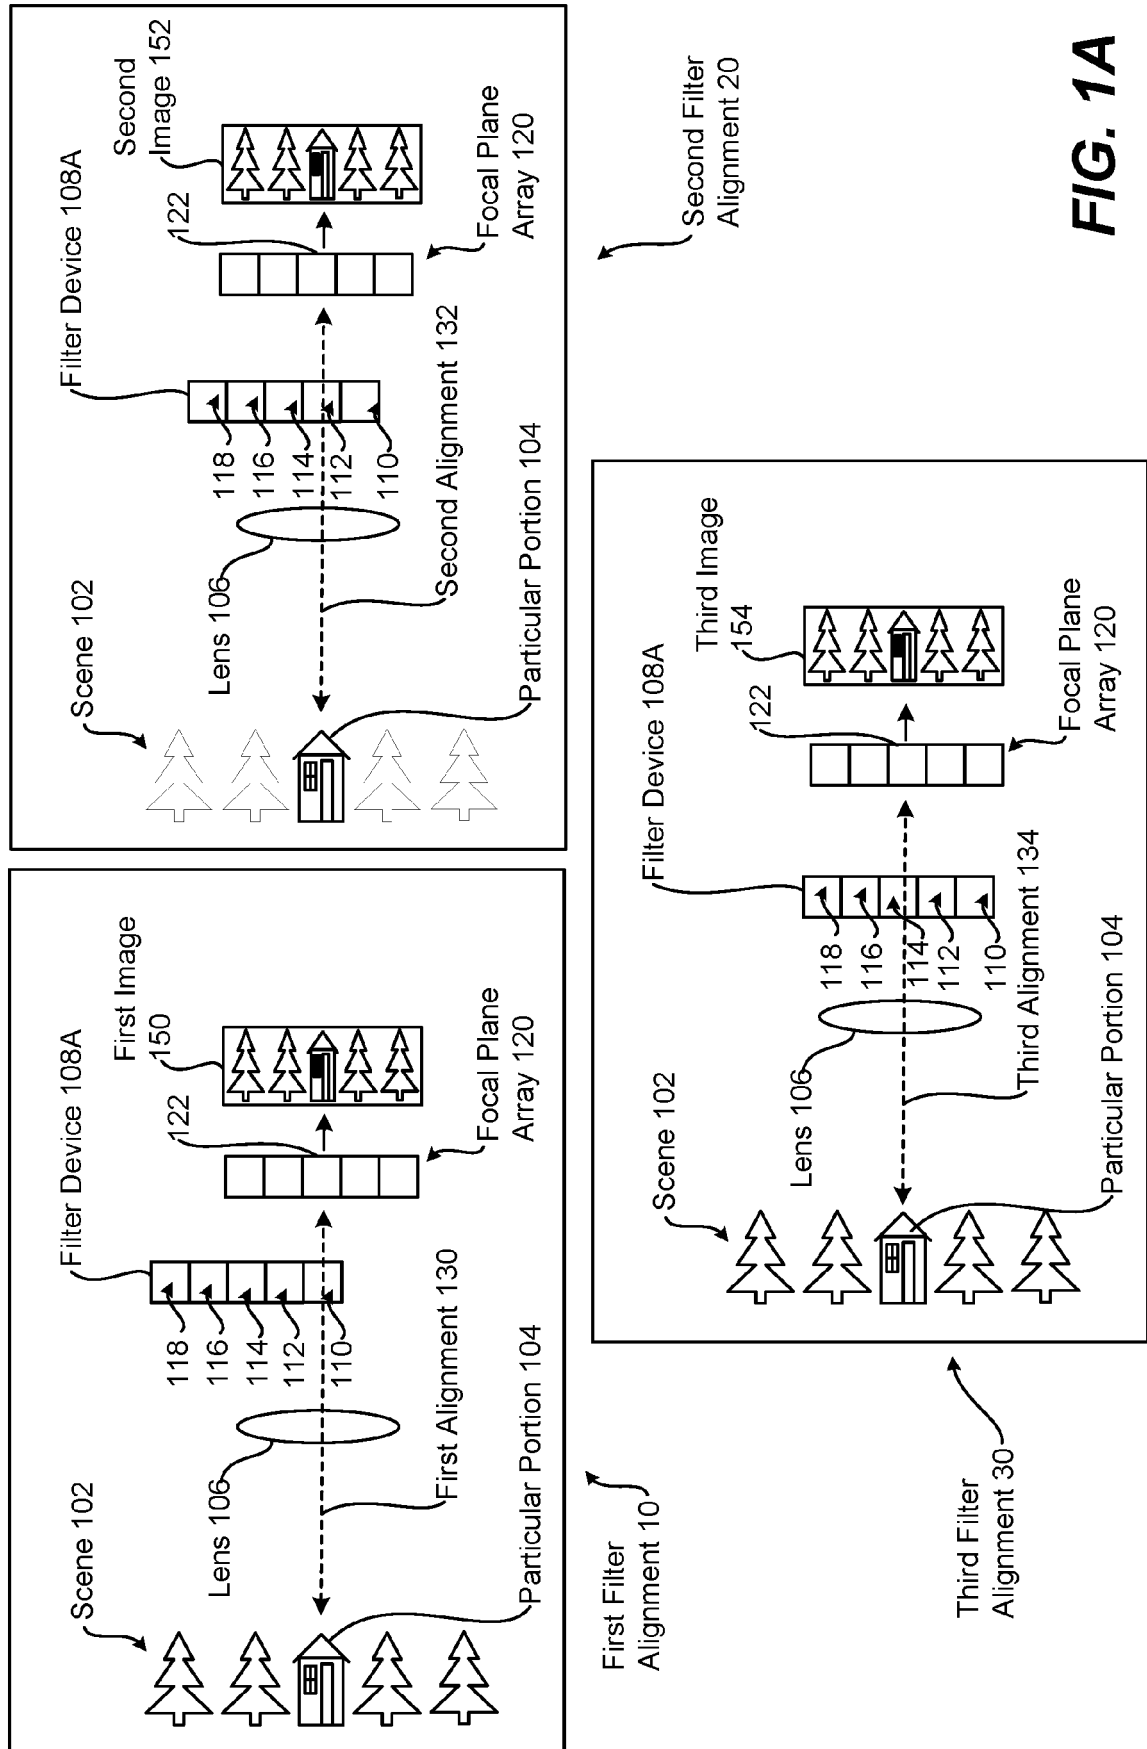 Scene 102
Lens 106
118
116
114
112
110
Filter Device 108A
122
First Image
150
Focal Plane
Array 120
First Alignment 130
Particular Portion 104
First Filter
Alignment 10
Scene 102
Lens 106
118
116
114
112
110
Filter Device 108A
122
Second
Image 152
Focal Plane
Array 120
Second Alignment 132
Particular Portion 104
Second Filter
Alignment 20
Scene 102
Lens 106
118
116
114
112
110
Filter Device 108A
122
Third Image
154
Focal Plane
Array 120
Third Alignment 134
Particular Portion 104
Third Filter
Alignment 30
FIG. 1A